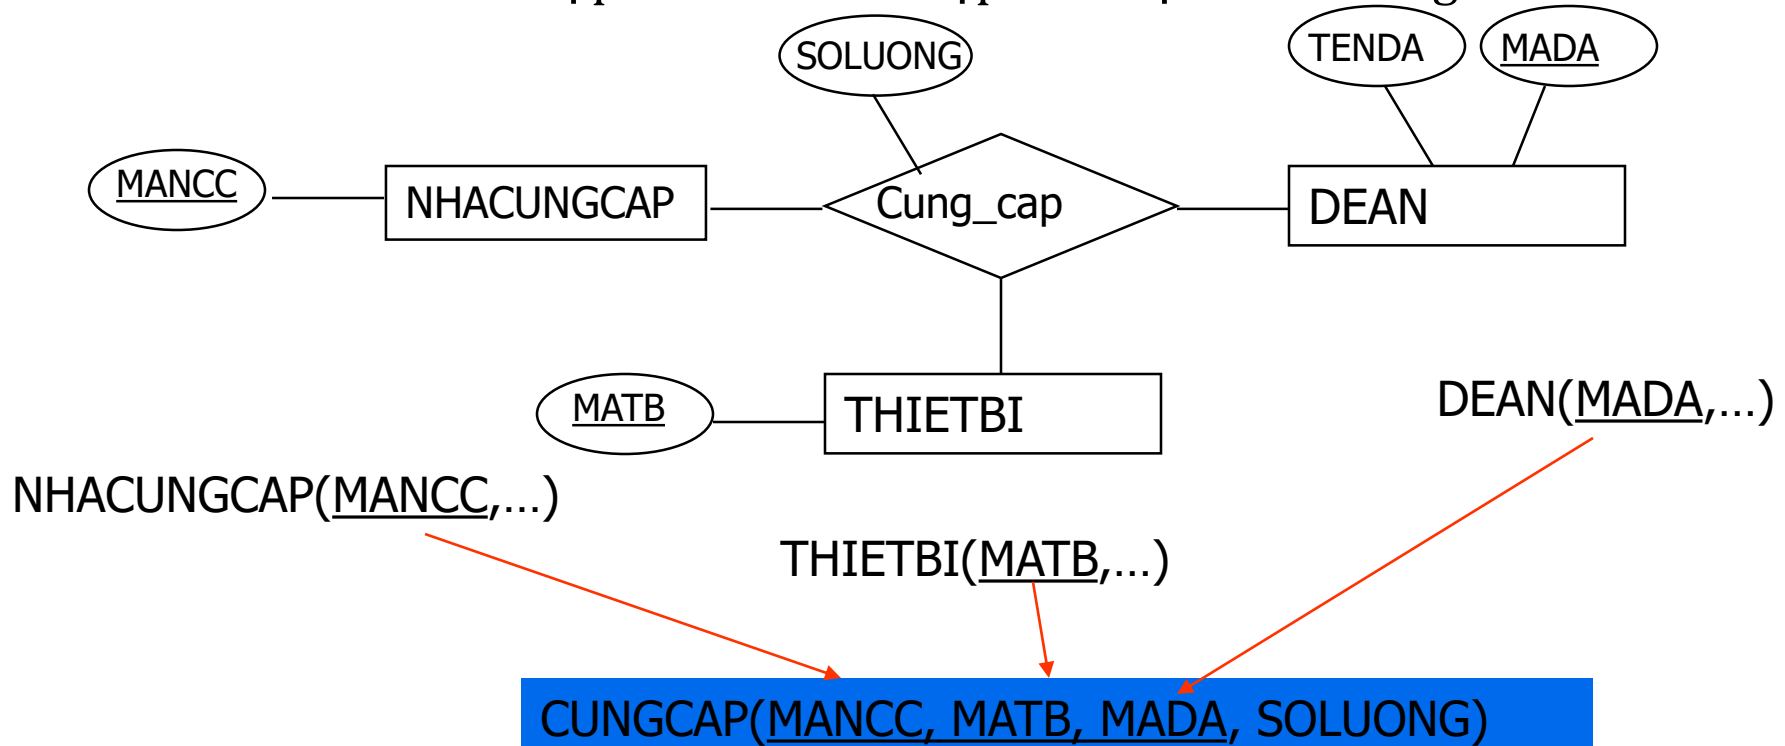 SOLUONG
TENDA
MADA
MANCC
NHACUNGCAP
Cung_cap
DEAN
MATB
THIETBI
DEAN(MADA,...)
NHACUNGCAP(MANCC,...)
THIETBI(MATB,...)
CUNGCAP(MANCC, MATB, MADA, SOLUONG)